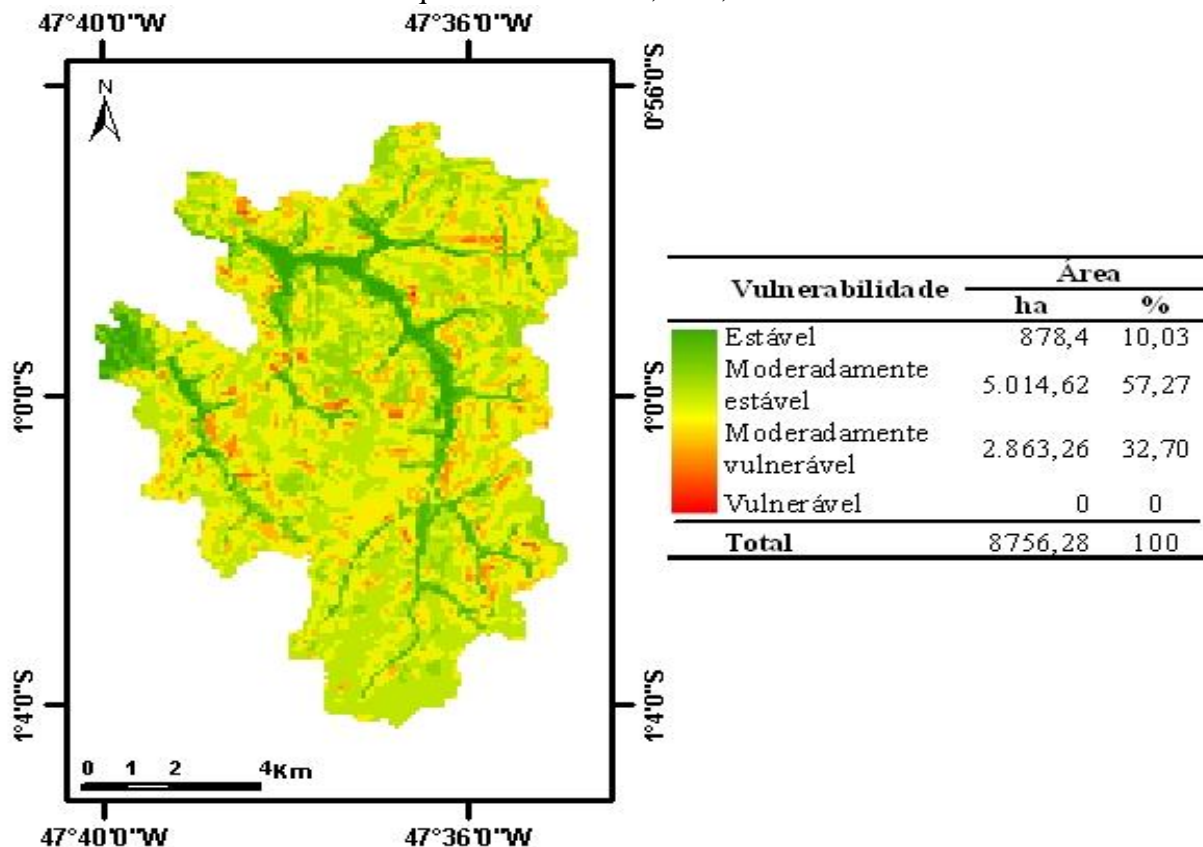 47°40'0"W 47°36'0"W
N
0°56'0"S
0°56'0"S
1°0'0"S
1°0'0"S
1°4'0"S
1°4'0"S
0 1 2 4Km
47°40'0"W 47°36'0"W
Vulnerabilidade Área
ha %
Estável 878,4 10,03
Moderadamente
estável 5.014,62 57,27
Moderadamente
vulnerável 2.863,26 32,70
Vulnerável 0 0
Total 8756,28 100